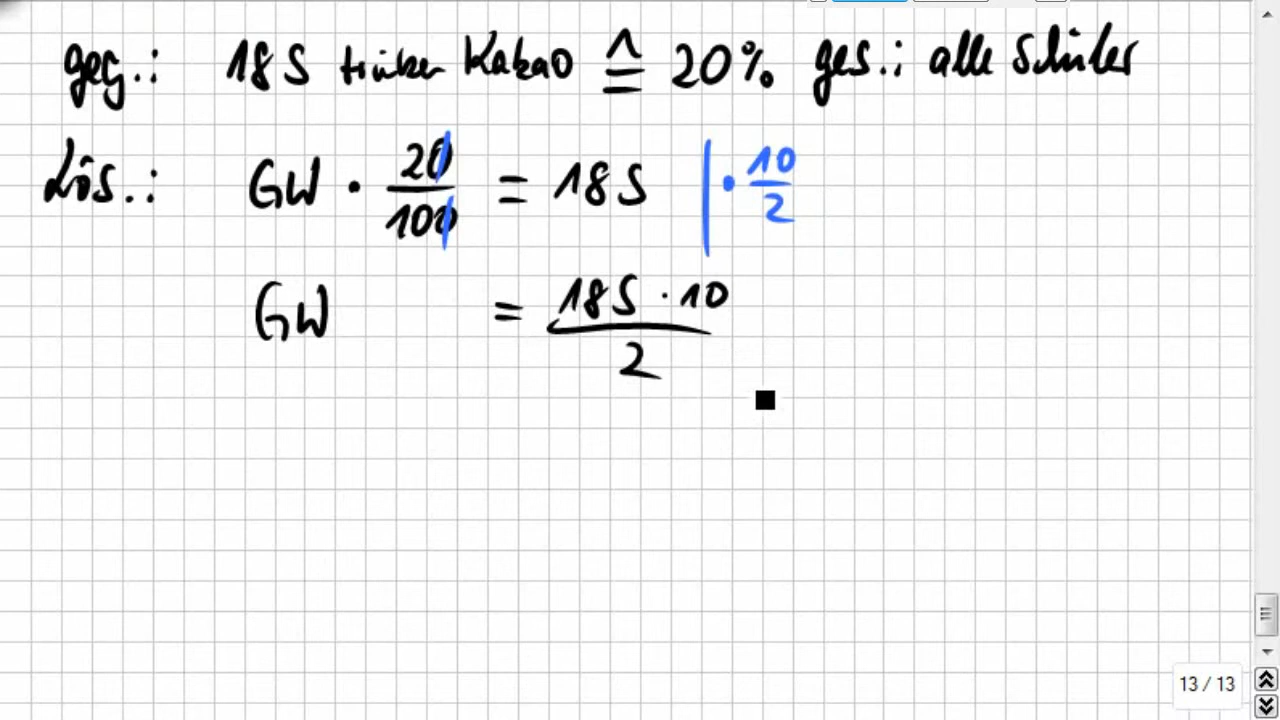 geg.: 18 S trinken Kakao ≙ 20% ges.: alle Schüler
Lös.: GW · 20/100 = 18 S | · 10/2
GW = 18 S · 10 / 2
13 / 13